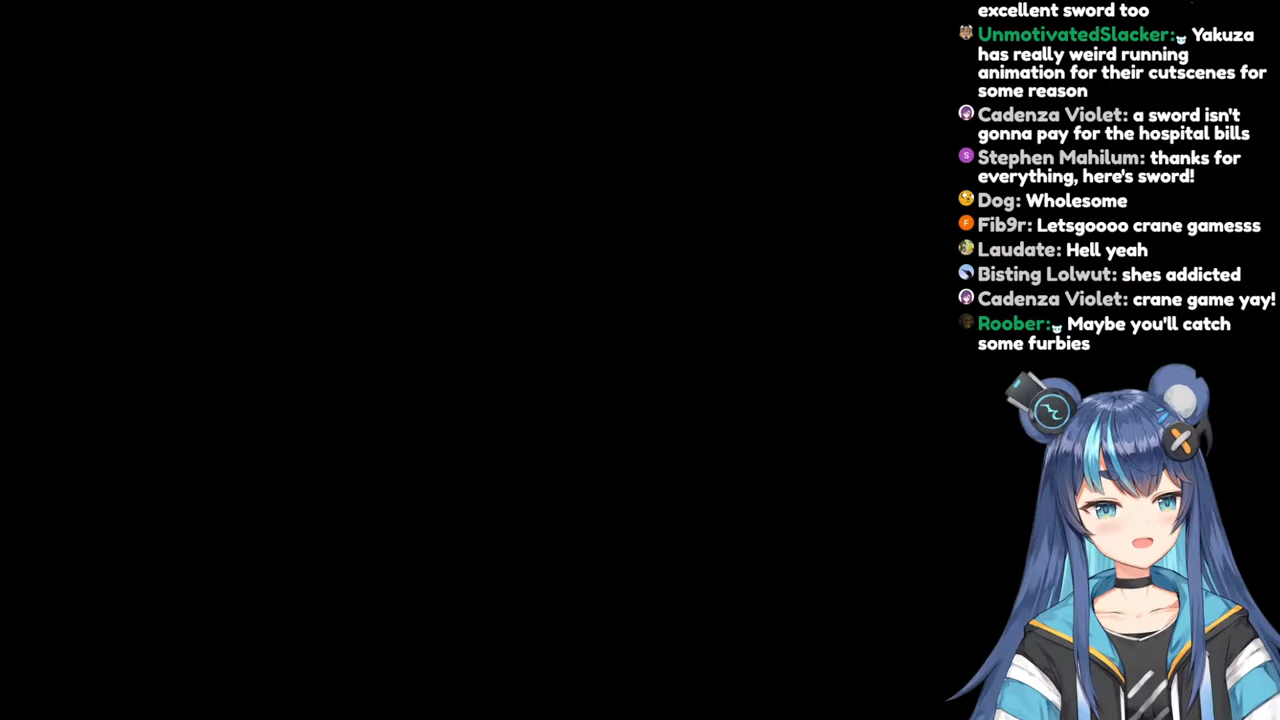 excellent sword too
UnmotivatedSlacker: Yakuza
has really weird running
animation for their cutscenes for
some reason
Cadenza Violet: a sword isn't
gonna pay for the hospital bills
Stephen Mahilum: thanks for
everything, here's sword!
Dog: Wholesome
Fib9r: Letsgoooo crane gamesss
Laudate: Hell yeah
Bisting Lolwut: shes addicted
Cadenza Violet: crane game yay!
Roober: Maybe you'll catch
some furbies